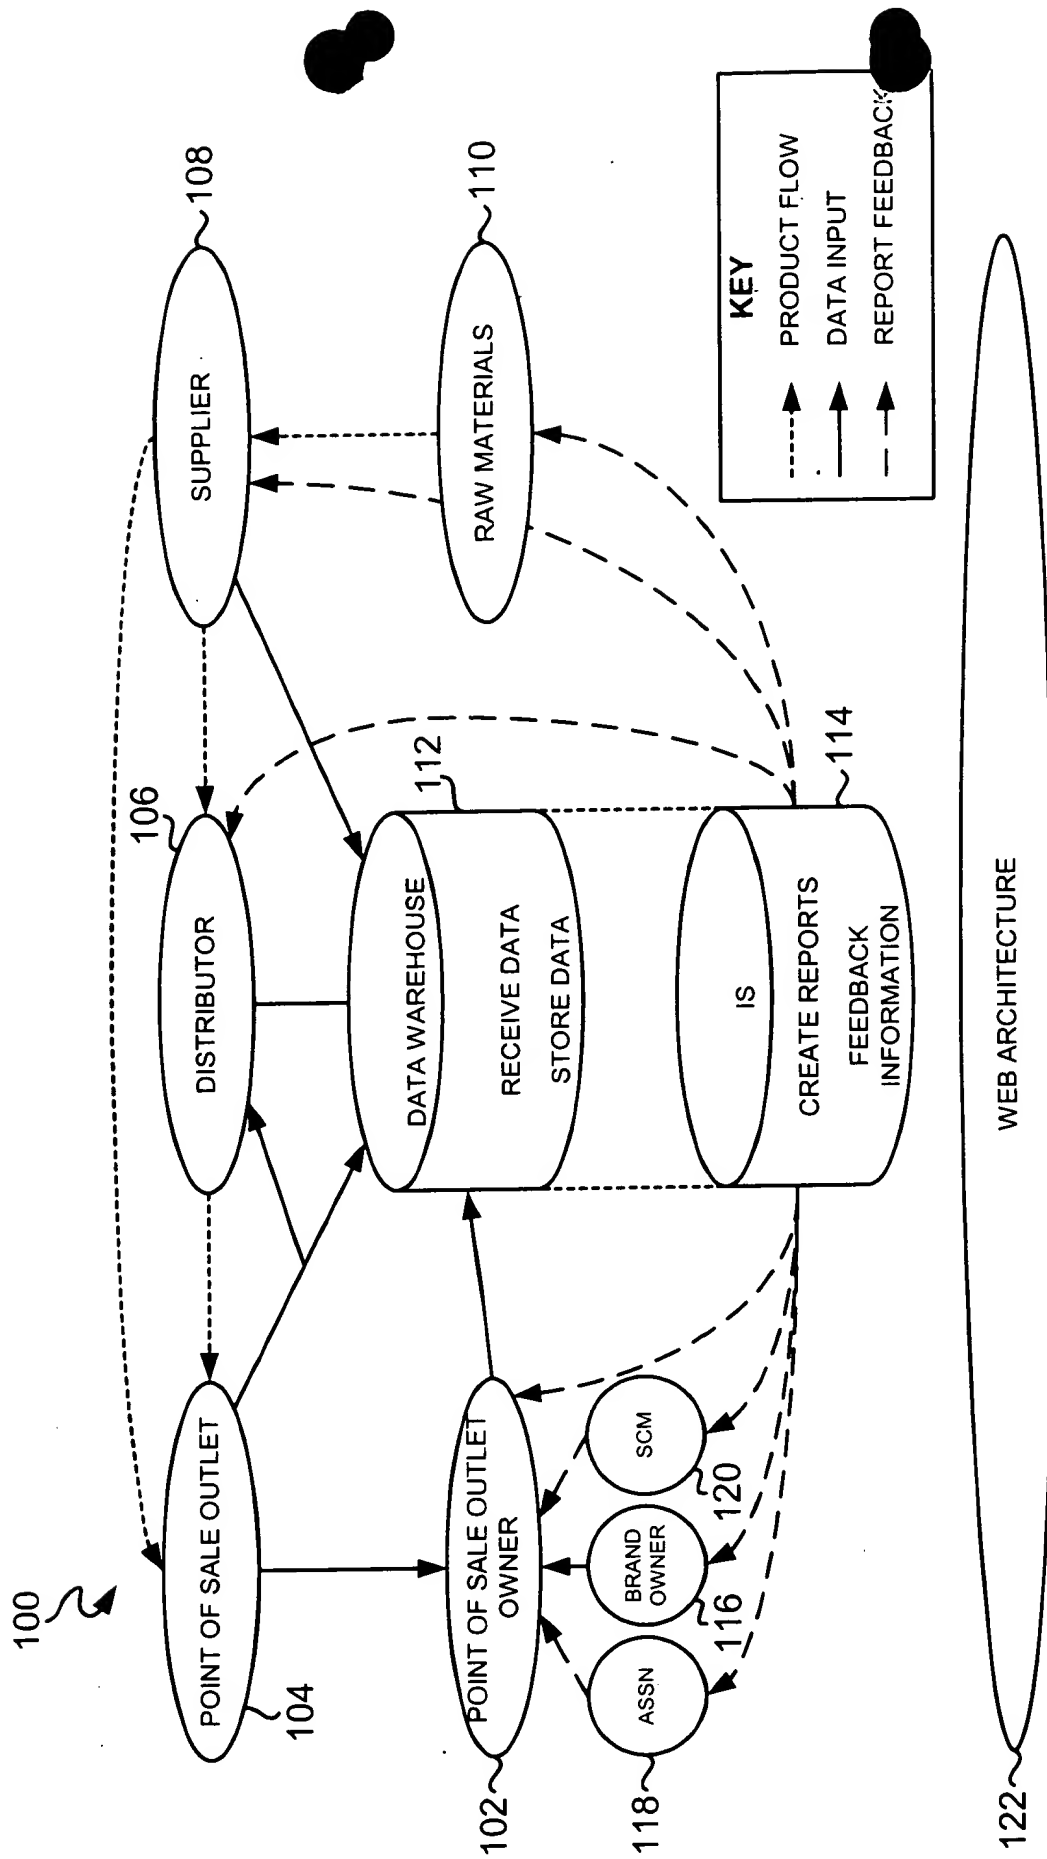 100
POINT OF SALE OUTLET
104
DISTRIBUTOR
106
SUPPLIER
108
POINT OF SALE OUTLET
OWNER
102
DATA WAREHOUSE
112
RECEIVE DATA
STORE DATA
RAW MATERIALS
110
ASSN
118
BRAND
OWNER
116
SCM
120
IS
114
CREATE REPORTS
FEEDBACK
INFORMATION
KEY
PRODUCT FLOW
DATA INPUT
REPORT FEEDBACK
WEB ARCHITECTURE
122